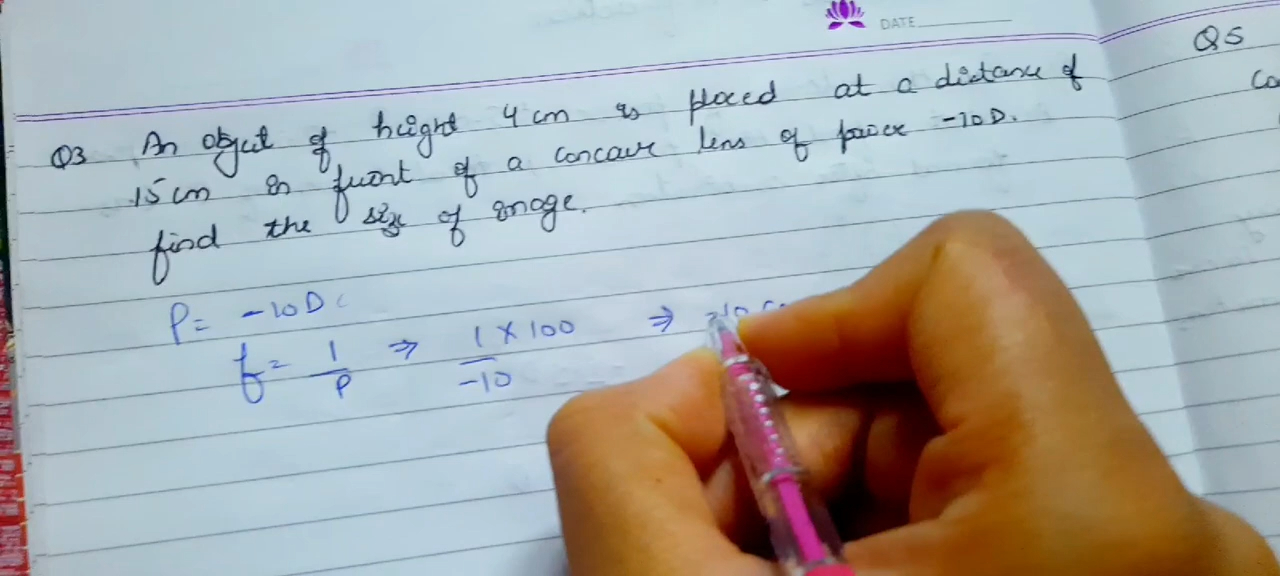 DATE
Q3 An object of height 4 cm is placed at a distance of
15 cm in front of a concave lens of power -10D.
find the size of image.
P = -10D
f = 1/P ⇒ 1/-10 × 100 ⇒
Q5
Co